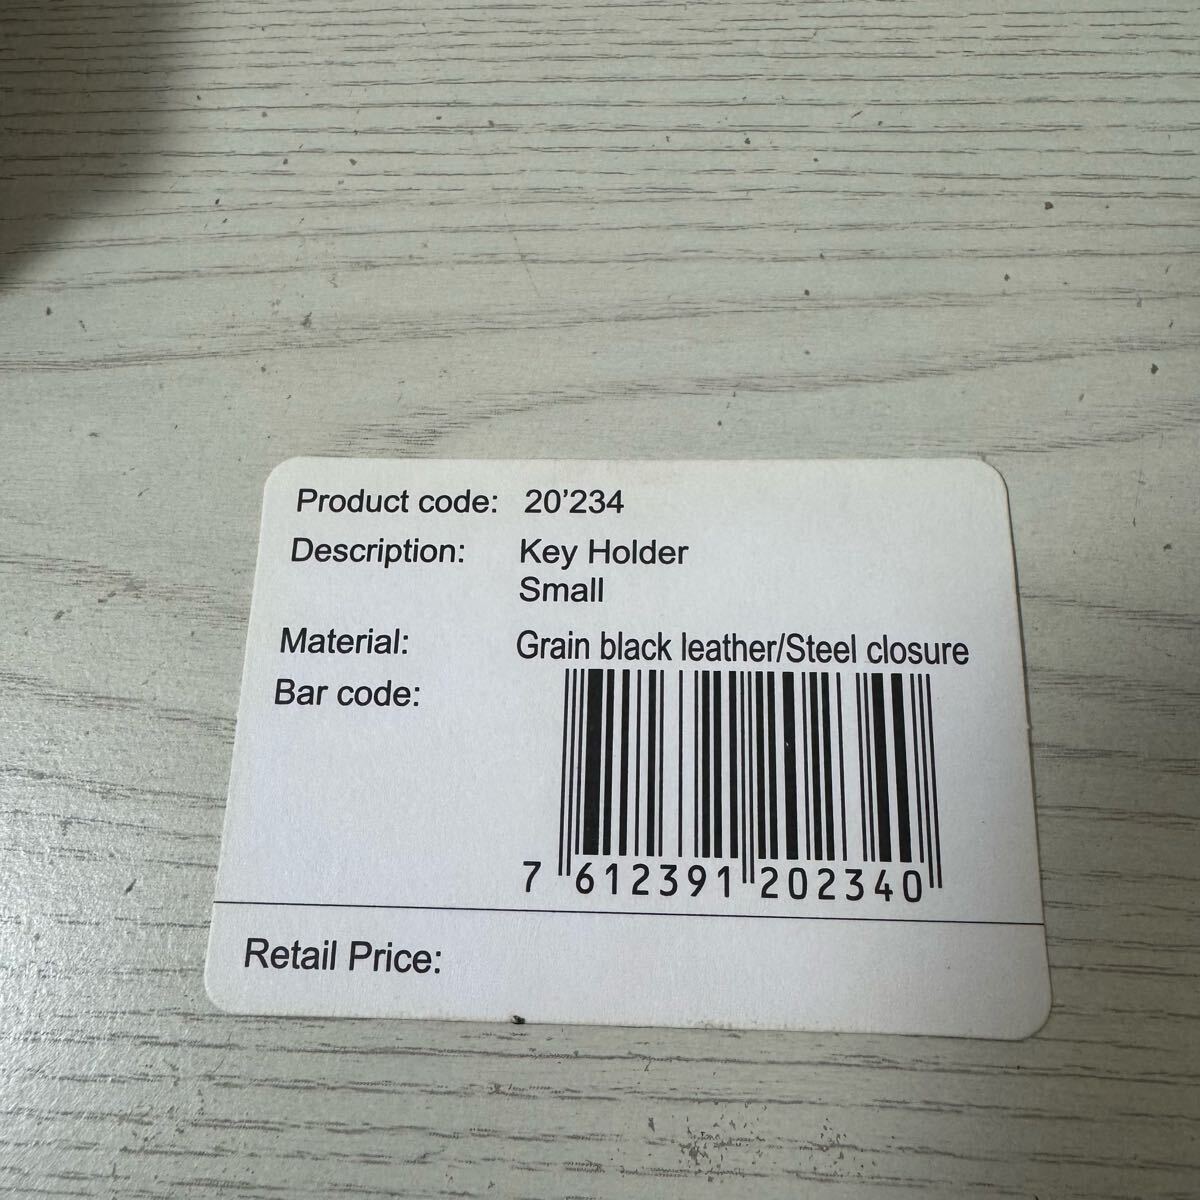 Product code: 20’234
Description: Key Holder
Small
Material: Grain black leather/Steel closure
Bar code:
7 612391 202340
Retail Price: